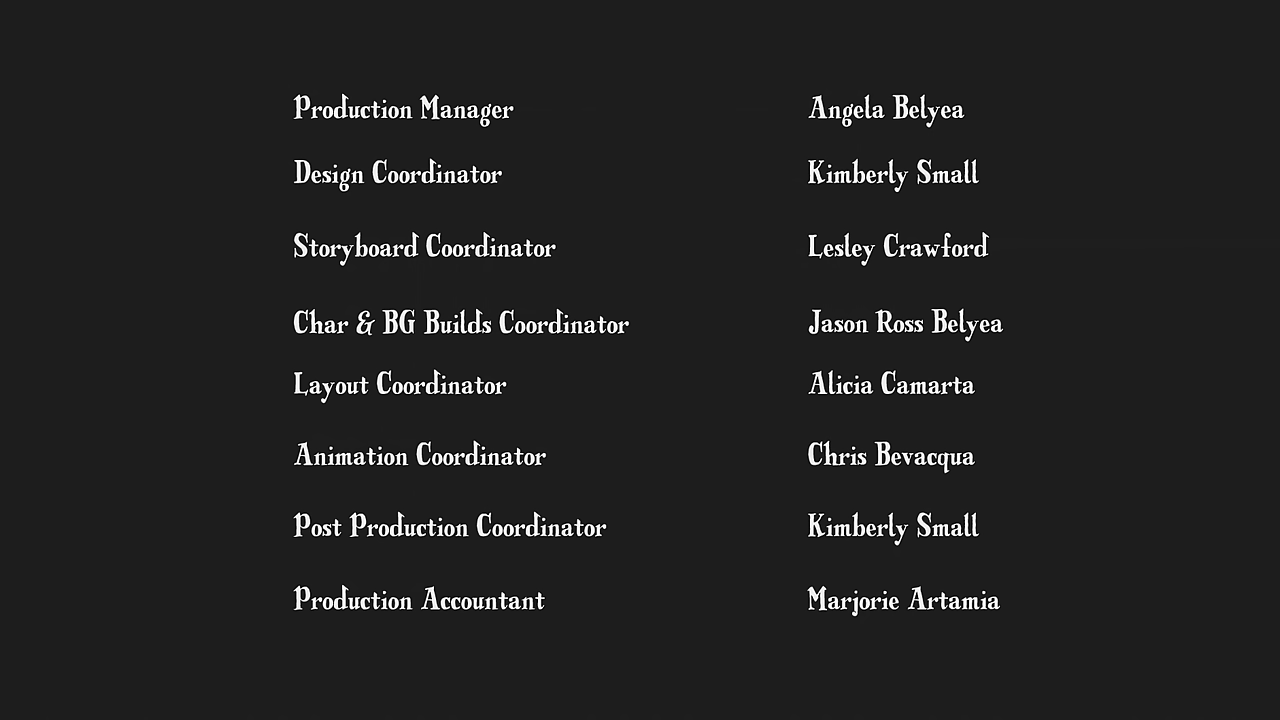 Production Manager Angela Belyea
Design Coordinator Kimberly Small
Storyboard Coordinator Lesley Crawford
Char & BG Builds Coordinator Jason Ross Belyea
Layout Coordinator Alicia Camarta
Animation Coordinator Chris Bevacqua
Post Production Coordinator Kimberly Small
Production Accountant Marjorie Artamia